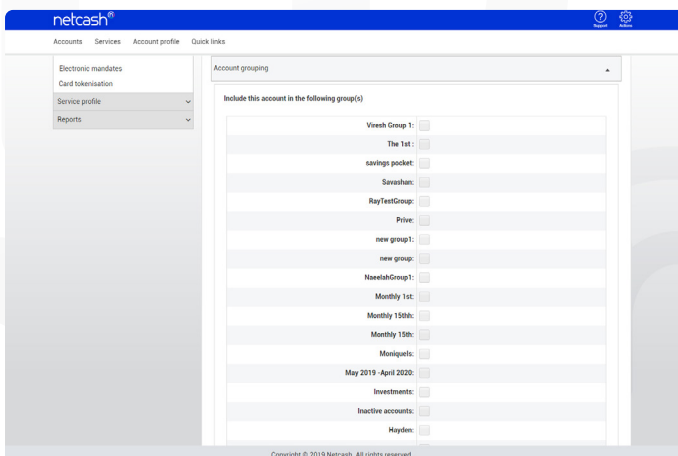 netcash
Support
Actions
Accounts Services Account profile Quick links
Electronic mandates
Card tokenisation
Service profile
Reports
Account grouping
Include this account in the following group(s)
Viresh Group 1:
The 1st :
savings pocket:
Savashan:
RayTestGroup:
Prive:
new group1:
new group:
NaeelahGroup1:
Monthly 1st:
Monthly 15thh:
Monthly 15th:
Moniquels:
May 2019 -April 2020:
Investments:
Inactive accounts:
Hayden:
Copyright © 2019 Netcash. All rights reserved.